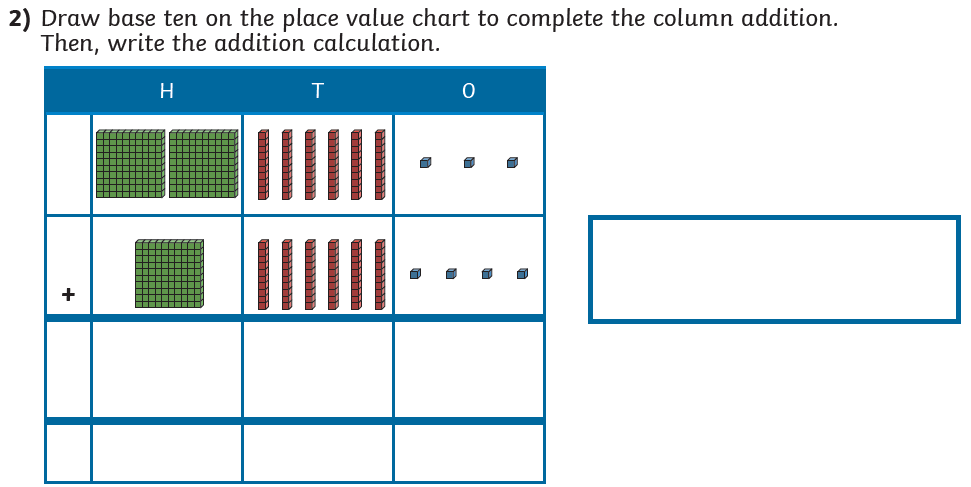 2) Draw base ten on the place value chart to complete the column addition.
Then, write the addition calculation.
H T O
+